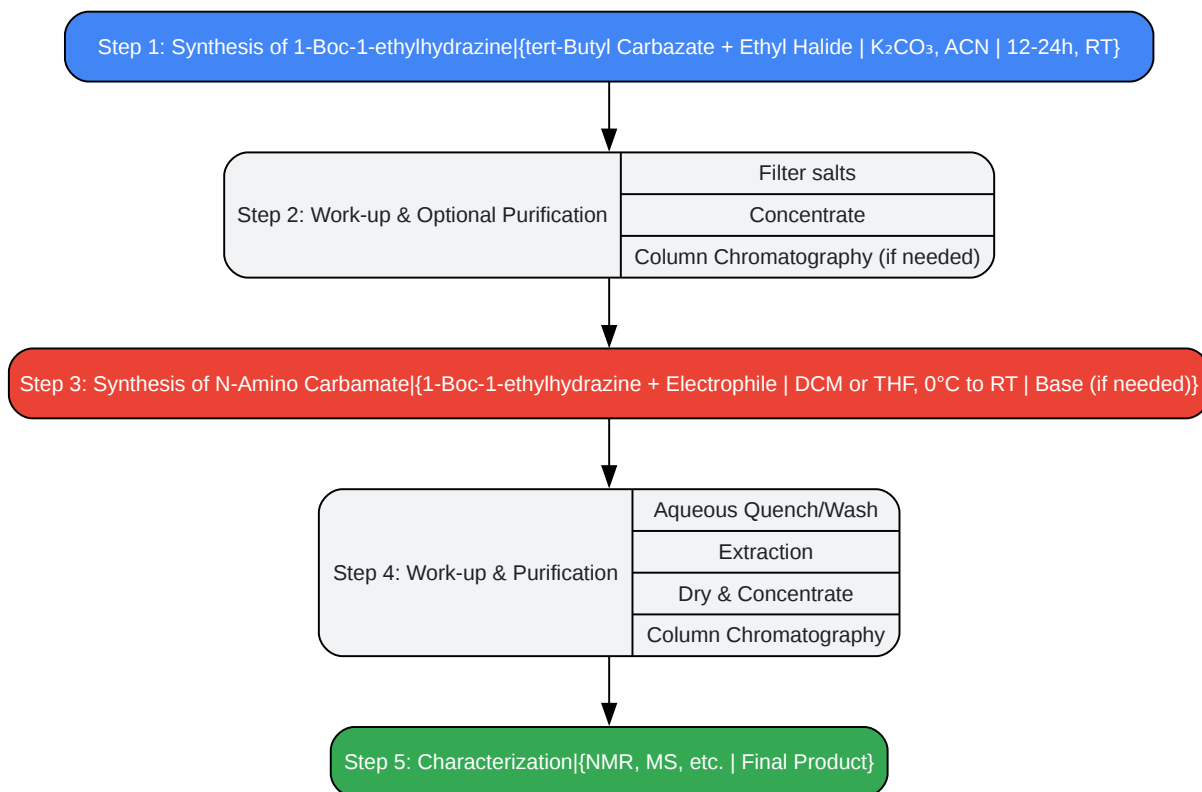 Step 1: Synthesis of 1-Boc-1-ethylhydrazine|{tert-Butyl Carbazate + Ethyl Halide | K₂CO₃, ACN | 12-24h, RT}
Step 2: Work-up & Optional Purification
Filter salts
Concentrate
Column Chromatography (if needed)
Step 3: Synthesis of N-Amino Carbamate|{1-Boc-1-ethylhydrazine + Electrophile | DCM or THF, 0°C to RT | Base (if needed)}
Step 4: Work-up & Purification
Aqueous Quench/Wash
Extraction
Dry & Concentrate
Column Chromatography
Step 5: Characterization|{NMR, MS, etc. | Final Product}